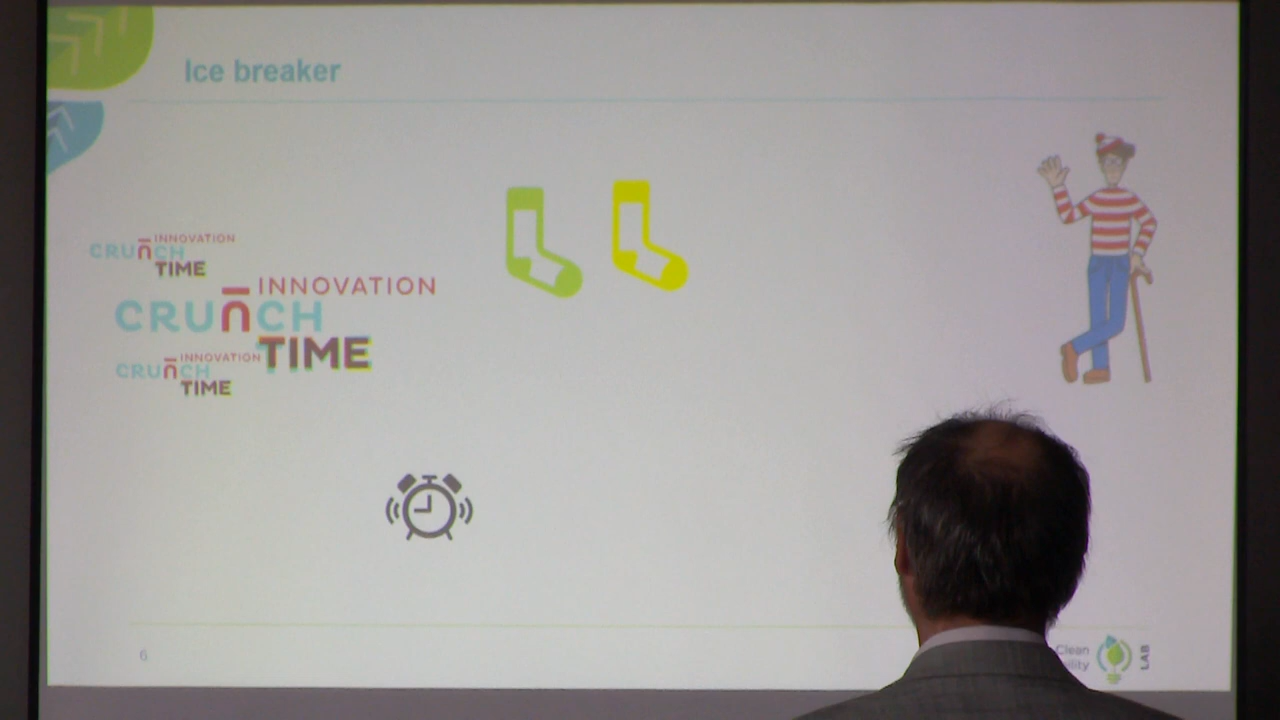 Ice breaker
INNOVATION
CRUNCH
TIME
INNOVATION
CRUNCH
TIME
INNOVATION
CRUNCH
TIME
6
Clean
LAB